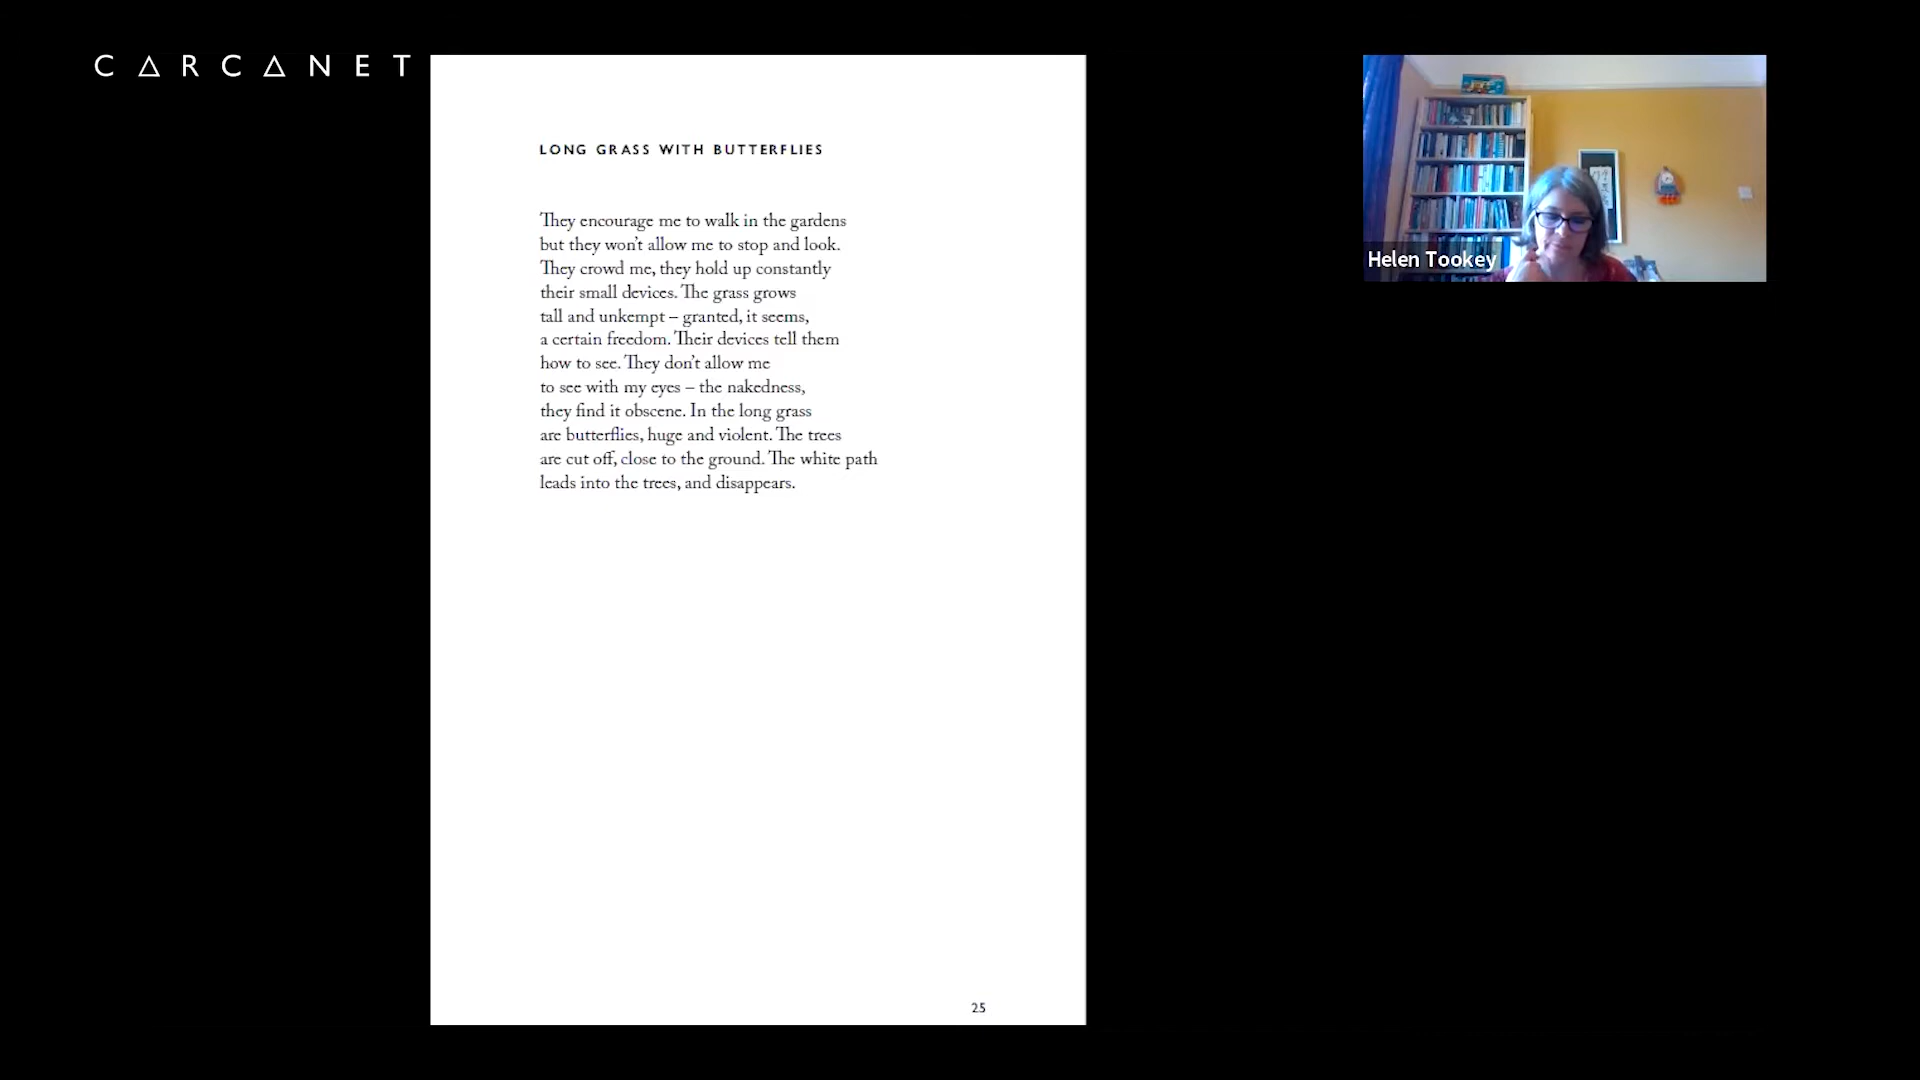 CARCANET
LONG GRASS WITH BUTTERFLIES
They encourage me to walk in the gardens
but they won't allow me to stop and look.
They crowd me, they hold up constantly
their small devices. The grass grows
tall and unkempt – granted, it seems,
a certain freedom. Their devices tell them
how to see. They don't allow me
to see with my eyes – the nakedness,
they find it obscene. In the long grass
are butterflies, huge and violent. The trees
are cut off, close to the ground. The white path
leads into the trees, and disappears.
25
Helen Tookey